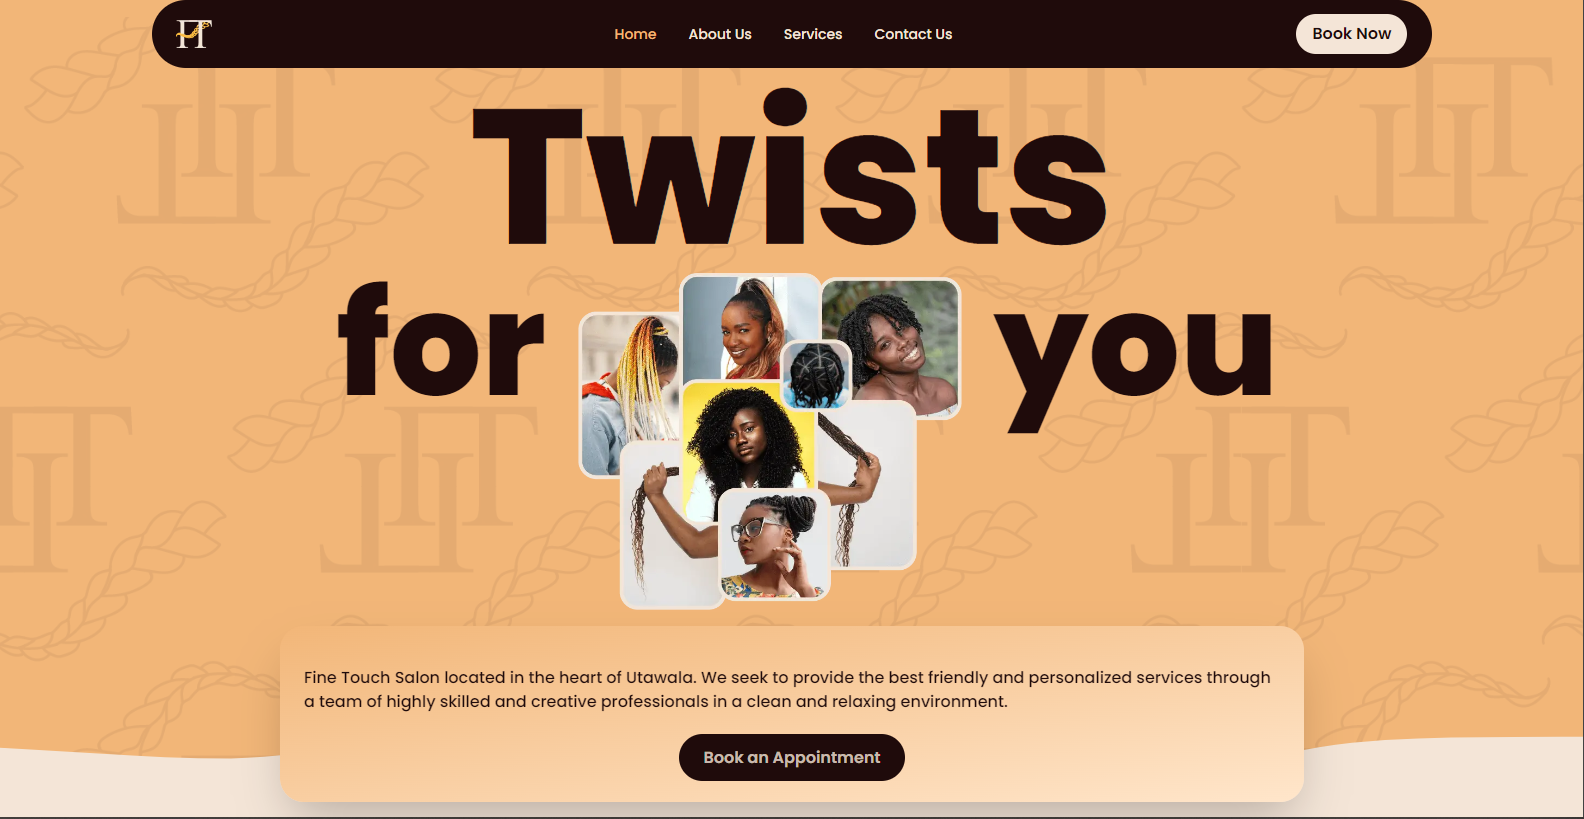 FT
Home About Us Services Contact Us Book Now
Twists
for you
Fine Touch Salon located in the heart of Utawala. We seek to provide the best friendly and personalized services through
a team of highly skilled and creative professionals in a clean and relaxing environment.
Book an Appointment